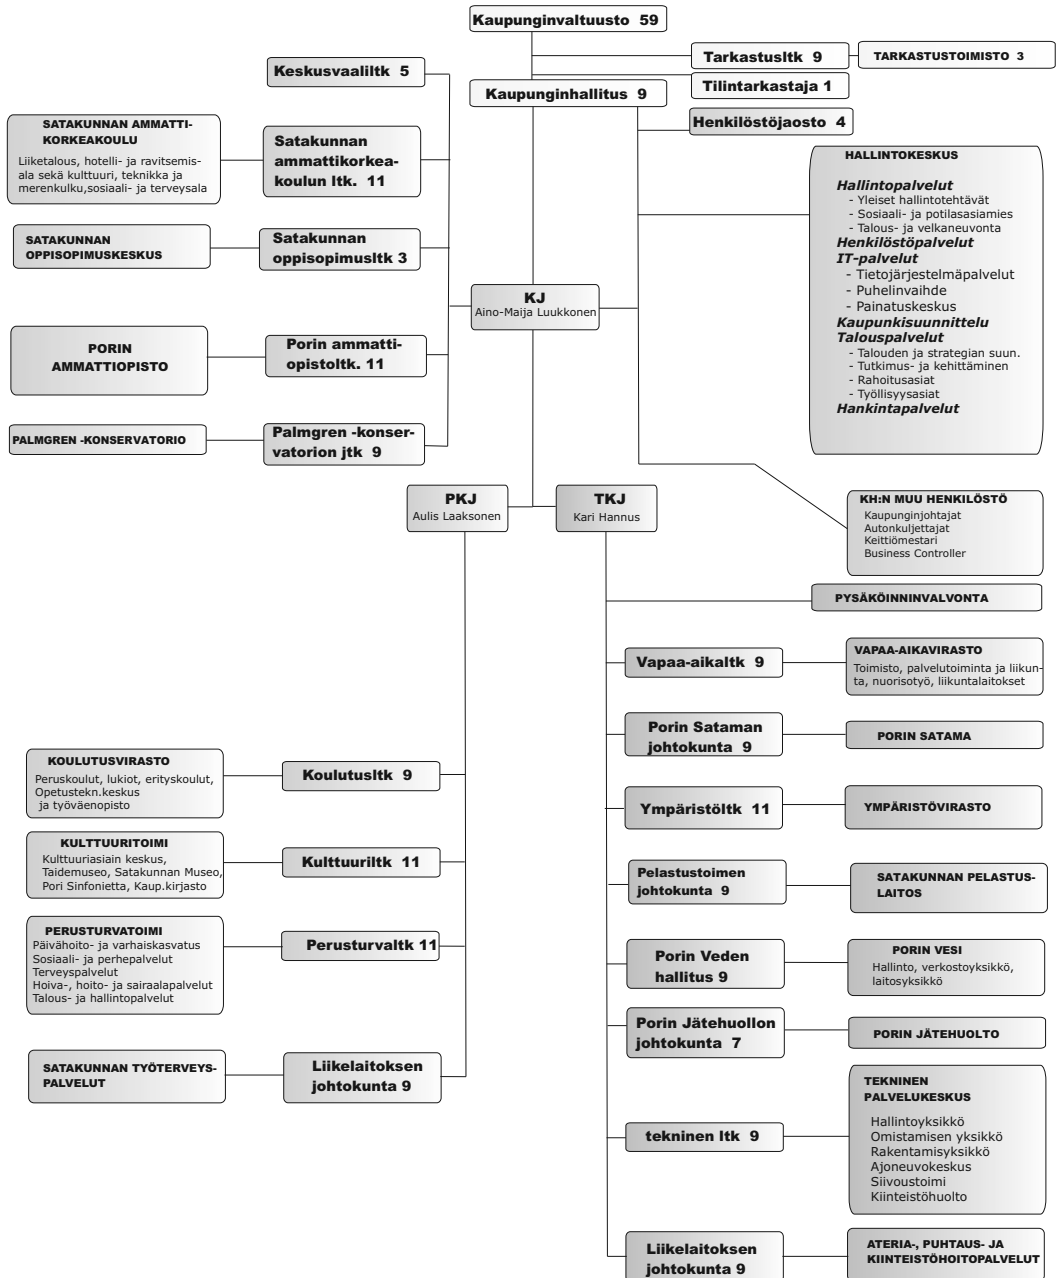 Kaupunginvaltuusto 59
Tarkastusltk 9
TARKASTUSTOIMISTO 3
Tilintarkastaja 1
Kaupunginhallitus 9
Henkilöstöjaosto 4
Keskusvaaliltk 5
SATAKUNNAN AMMATTI-
KORKEAKOULU
Liiketalous, hotelli- ja ravitsemis-
ala sekä kulttuuri, teknikka ja
merenkulku,sosiaali- ja terveysala
Satakunnan
ammattikorkea-
koulun ltk. 11
SATAKUNNAN
OPPISOPIMUSKESKUS
Satakunnan
oppisopimusltk 3
PORIN
AMMATTIOPISTO
Porin ammatti-
opistoltk. 11
PALMGREN -KONSERVATORIO
Palmgren -konser-
vatorion jtk 9
KJ
Aino-Maija Luukkonen
HALLINTOKESKUS
Hallintopalvelut
- Yleiset hallintotehtävät
- Sosiaali- ja potilasasiamies
- Talous- ja velkaneuvonta
Henkilöstöpalvelut
IT-palvelut
- Tietojärjestelmäpalvelut
- Puhelinvaihde
- Painatuskeskus
Kaupunkisuunnittelu
Talouspalvelut
- Talouden ja strategian suun.
- Tutkimus- ja kehittäminen
- Rahoitusasiat
- Työllisyysasiat
Hankintapalvelut
KH:N MUU HENKILÖSTÖ
Kaupunginjohtajat
Autonkuljettajat
Keittiömestari
Business Controller
PKJ
Aulis Laaksonen
TKJ
Kari Hannus
PYSÄKÖINNINVALVONTA
Vapaa-aikaltk 9
VAPAA-AIKAVIRASTO
Toimisto, palvelutoiminta ja liikun-
ta, nuorisotyö, liikuntalaitokset
Porin Sataman
johtokunta 9
PORIN SATAMA
Ympäristöltk 11
YMPÄRISTÖVIRASTO
Pelastustoimen
johtokunta 9
SATAKUNNAN PELASTUS-
LAITOS
Porin Veden
hallitus 9
PORIN VESI
Hallinto, verkostoyksikkö,
laitosyksikkö
Porin Jätehuollon
johtokunta 7
PORIN JÄTEHUOLTO
tekninen ltk 9
TEKNINEN
PALVELUKESKUS
Hallintoyksikkö
Omistamisen yksikkö
Rakentamisyksikkö
Ajoneuvokeskus
Siivoustoimi
Kiinteistöhuolto
Liikelaitoksen
johtokunta 9
ATERIA-, PUHTAUS- JA
KIINTEISTÖHOITOPALVELUT
KOULUTUSVIRASTO
Peruskoulut, lukiot, erityskoulut,
Opetustekn.keskus
ja työväenopisto
Koulutusltk 9
KULTTUURITOIMI
Kulttuuriasiain keskus,
Taidemuseo, Satakunnan Museo,
Pori Sinfonietta, Kaup.kirjasto
Kulttuuriltk 11
PERUSTURVATOIMI
Päivähoito- ja varhaiskasvatus
Sosiaali- ja perhepalvelut
Terveyspalvelut
Hoiva-, hoito- ja sairaalapalvelut
Talous- ja hallintopalvelut
Perusturvaltk 11
SATAKUNNAN TYÖTERVEYS-
PALVELUT
Liikelaitoksen
johtokunta 9